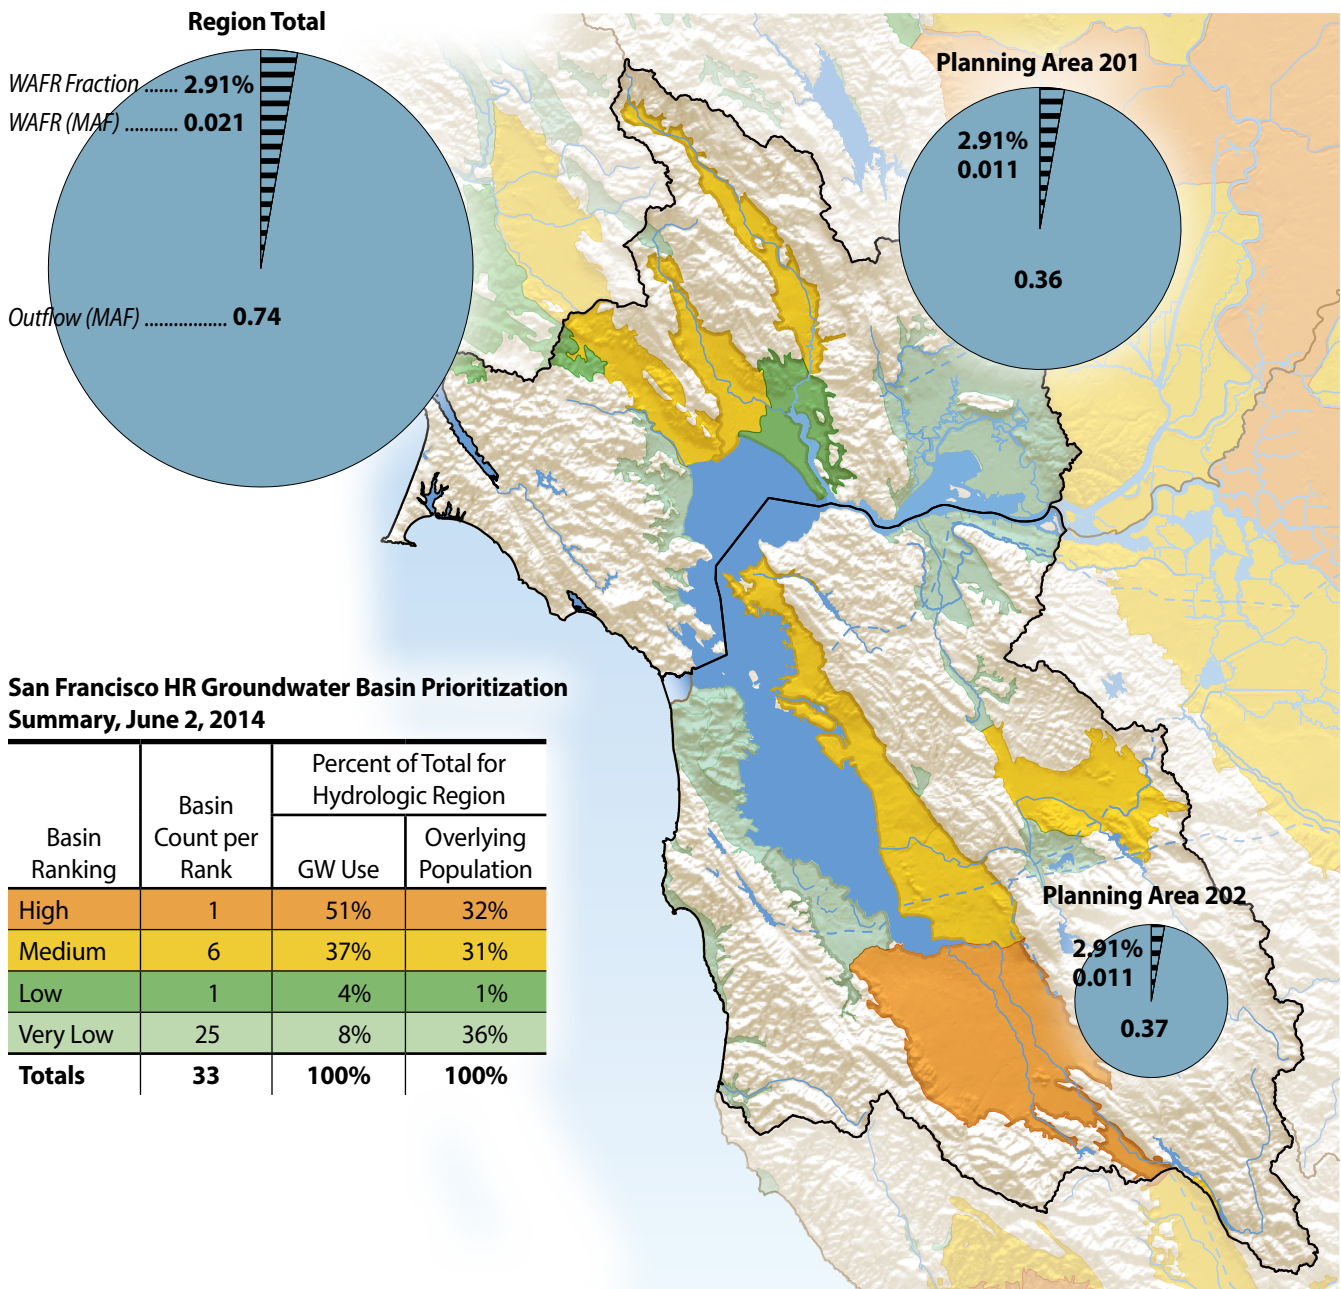 Region Total
WAFR Fraction ....... 2.91%
WAFR (MAF) ........... 0.021
Outflow (MAF) ................. 0.74
Planning Area 201
2.91%
0.011
0.36
San Francisco HR Groundwater Basin Prioritization
Summary, June 2, 2014
Basin
Ranking
Basin
Count per
Rank
Percent of Total for
Hydrologic Region
GW Use
Overlying
Population
High 1 51% 32%
Medium 6 37% 31%
Low 1 4% 1%
Very Low 25 8% 36%
Totals 33 100% 100%
Planning Area 202
2.91%
0.011
0.37